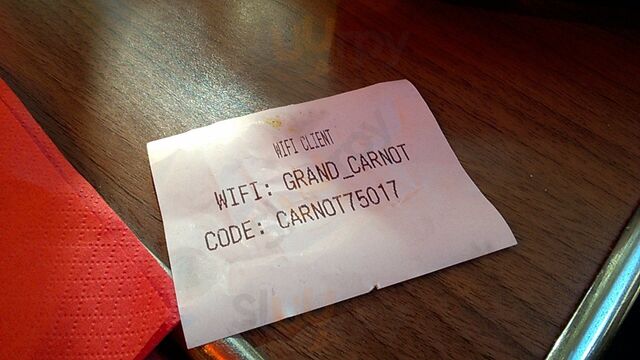 WIFI CLIENT
WIFI: GRAND_CARNOT
CODE: CARNOT75017